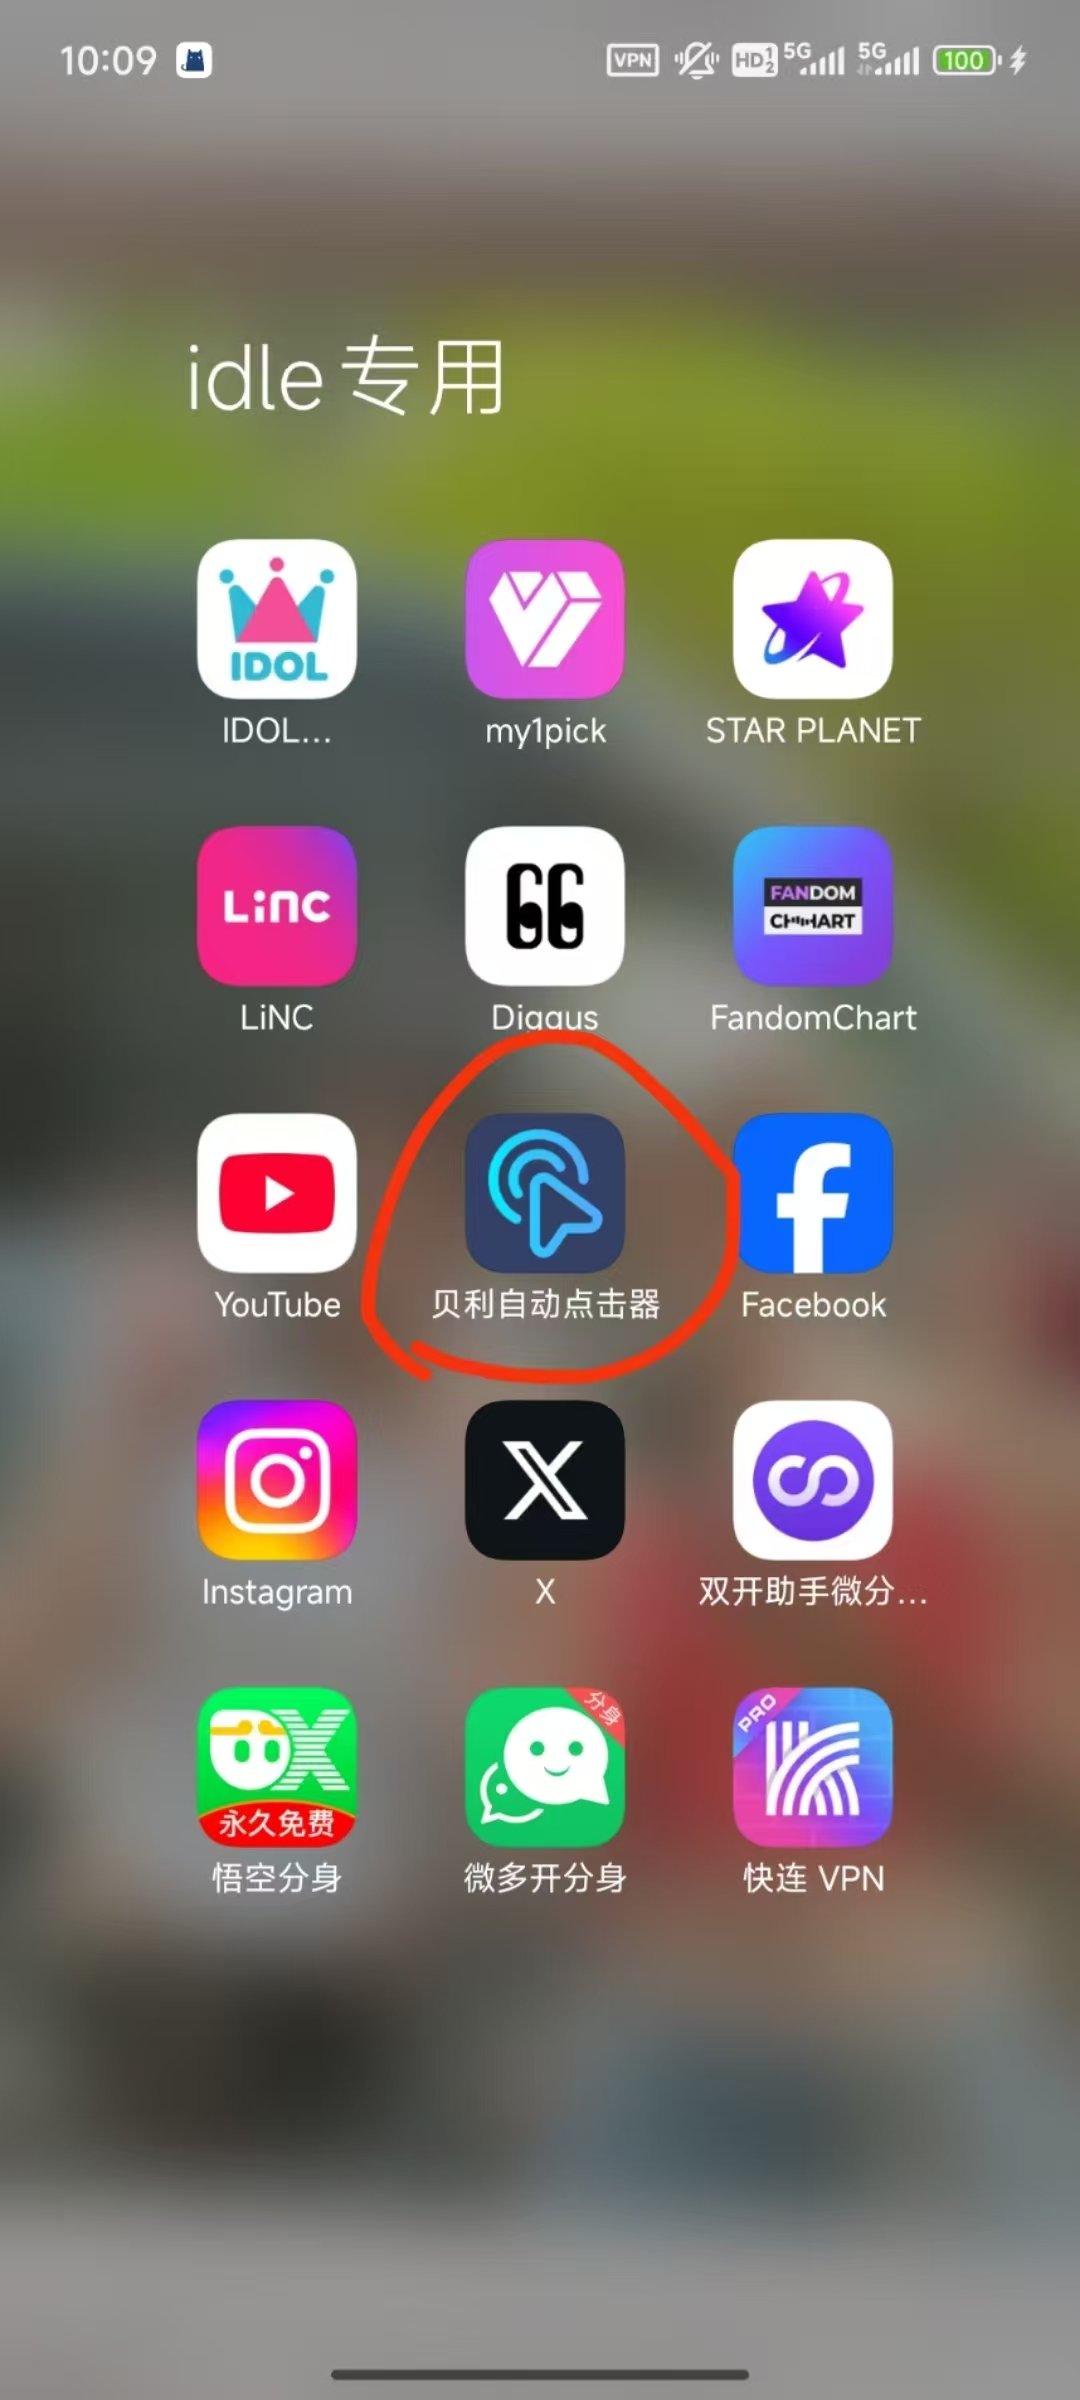 10:09 VPN HD 1 2 5G 5G 100
idle专用
IDOL
IDOL... my1pick STAR PLANET
LiNC 66 FANDOM
CHART
LiNC Diggus FandomChart
YouTube 贝利自动点击器 Facebook
Instagram X 双开助手微分...
永久免费 分身 PRO
悟空分身 微多开分身 快连 VPN